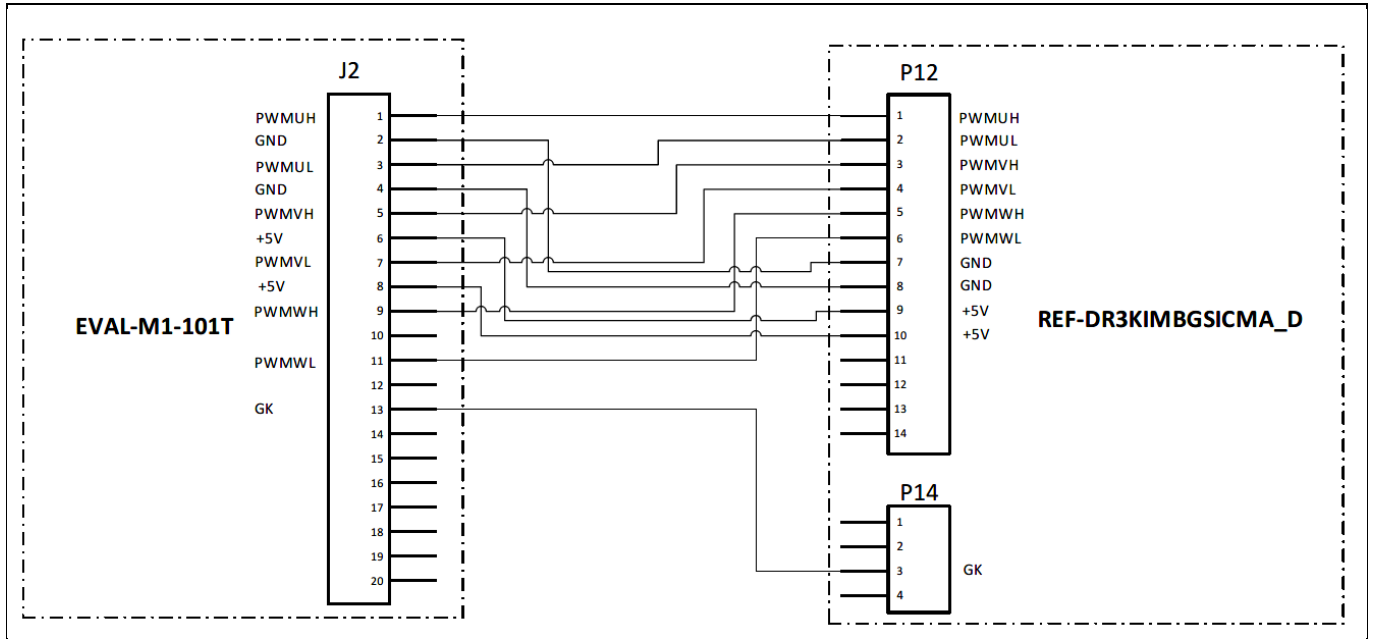 J2
PWMUH 1
GND 2
PWMUL 3
GND 4
PWMVH 5
+5V 6
PWMVL 7
+5V 8
PWMWH 9
10
PWMWL 11
12
GK 13
14
15
16
17
18
19
20
EVAL-M1-101T
P12
1 PWMUH
2 PWMUL
3 PWMVH
4 PWMVL
5 PWMWH
6 PWMWL
7 GND
8 GND
9 +5V
10 +5V
11
12
13
14
REF-DR3KIMBGSICMA_D
P14
1
2
3 GK
4